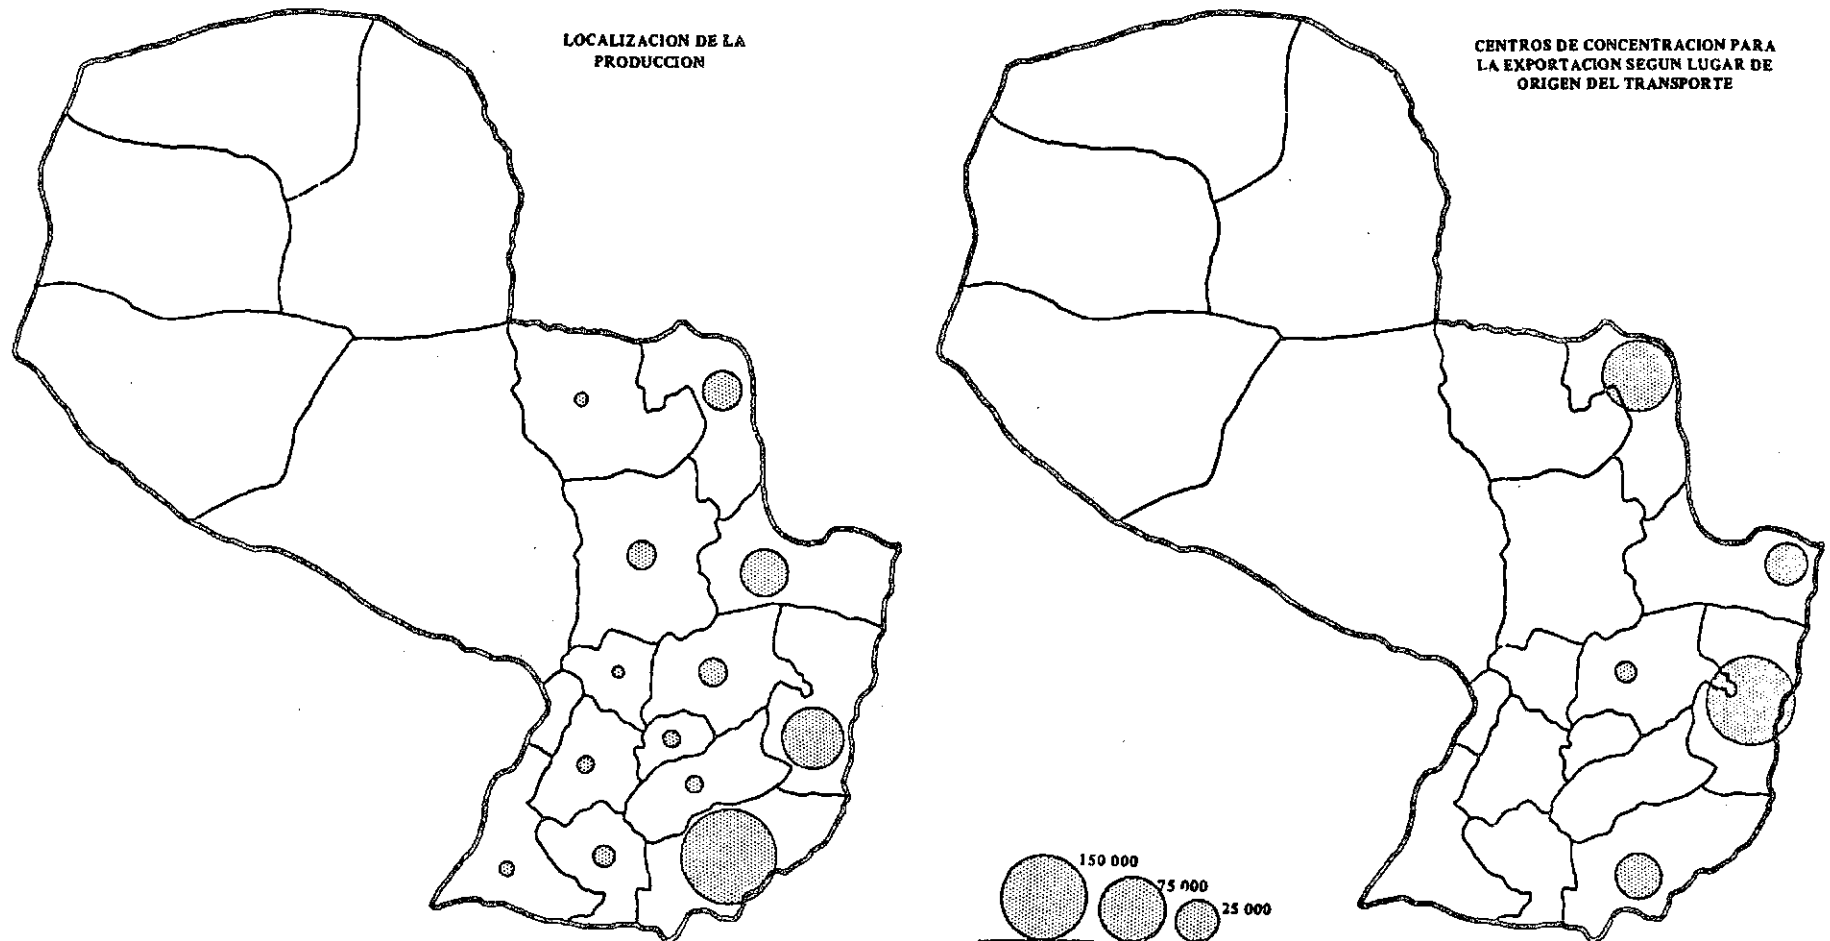 LOCALIZACION DE LA
PRODUCCION
CENTROS DE CONCENTRACION PARA
LA EXPORTACION SEGUN LUGAR DE
ORIGEN DEL TRANSPORTE
150 000
75 000
25 000